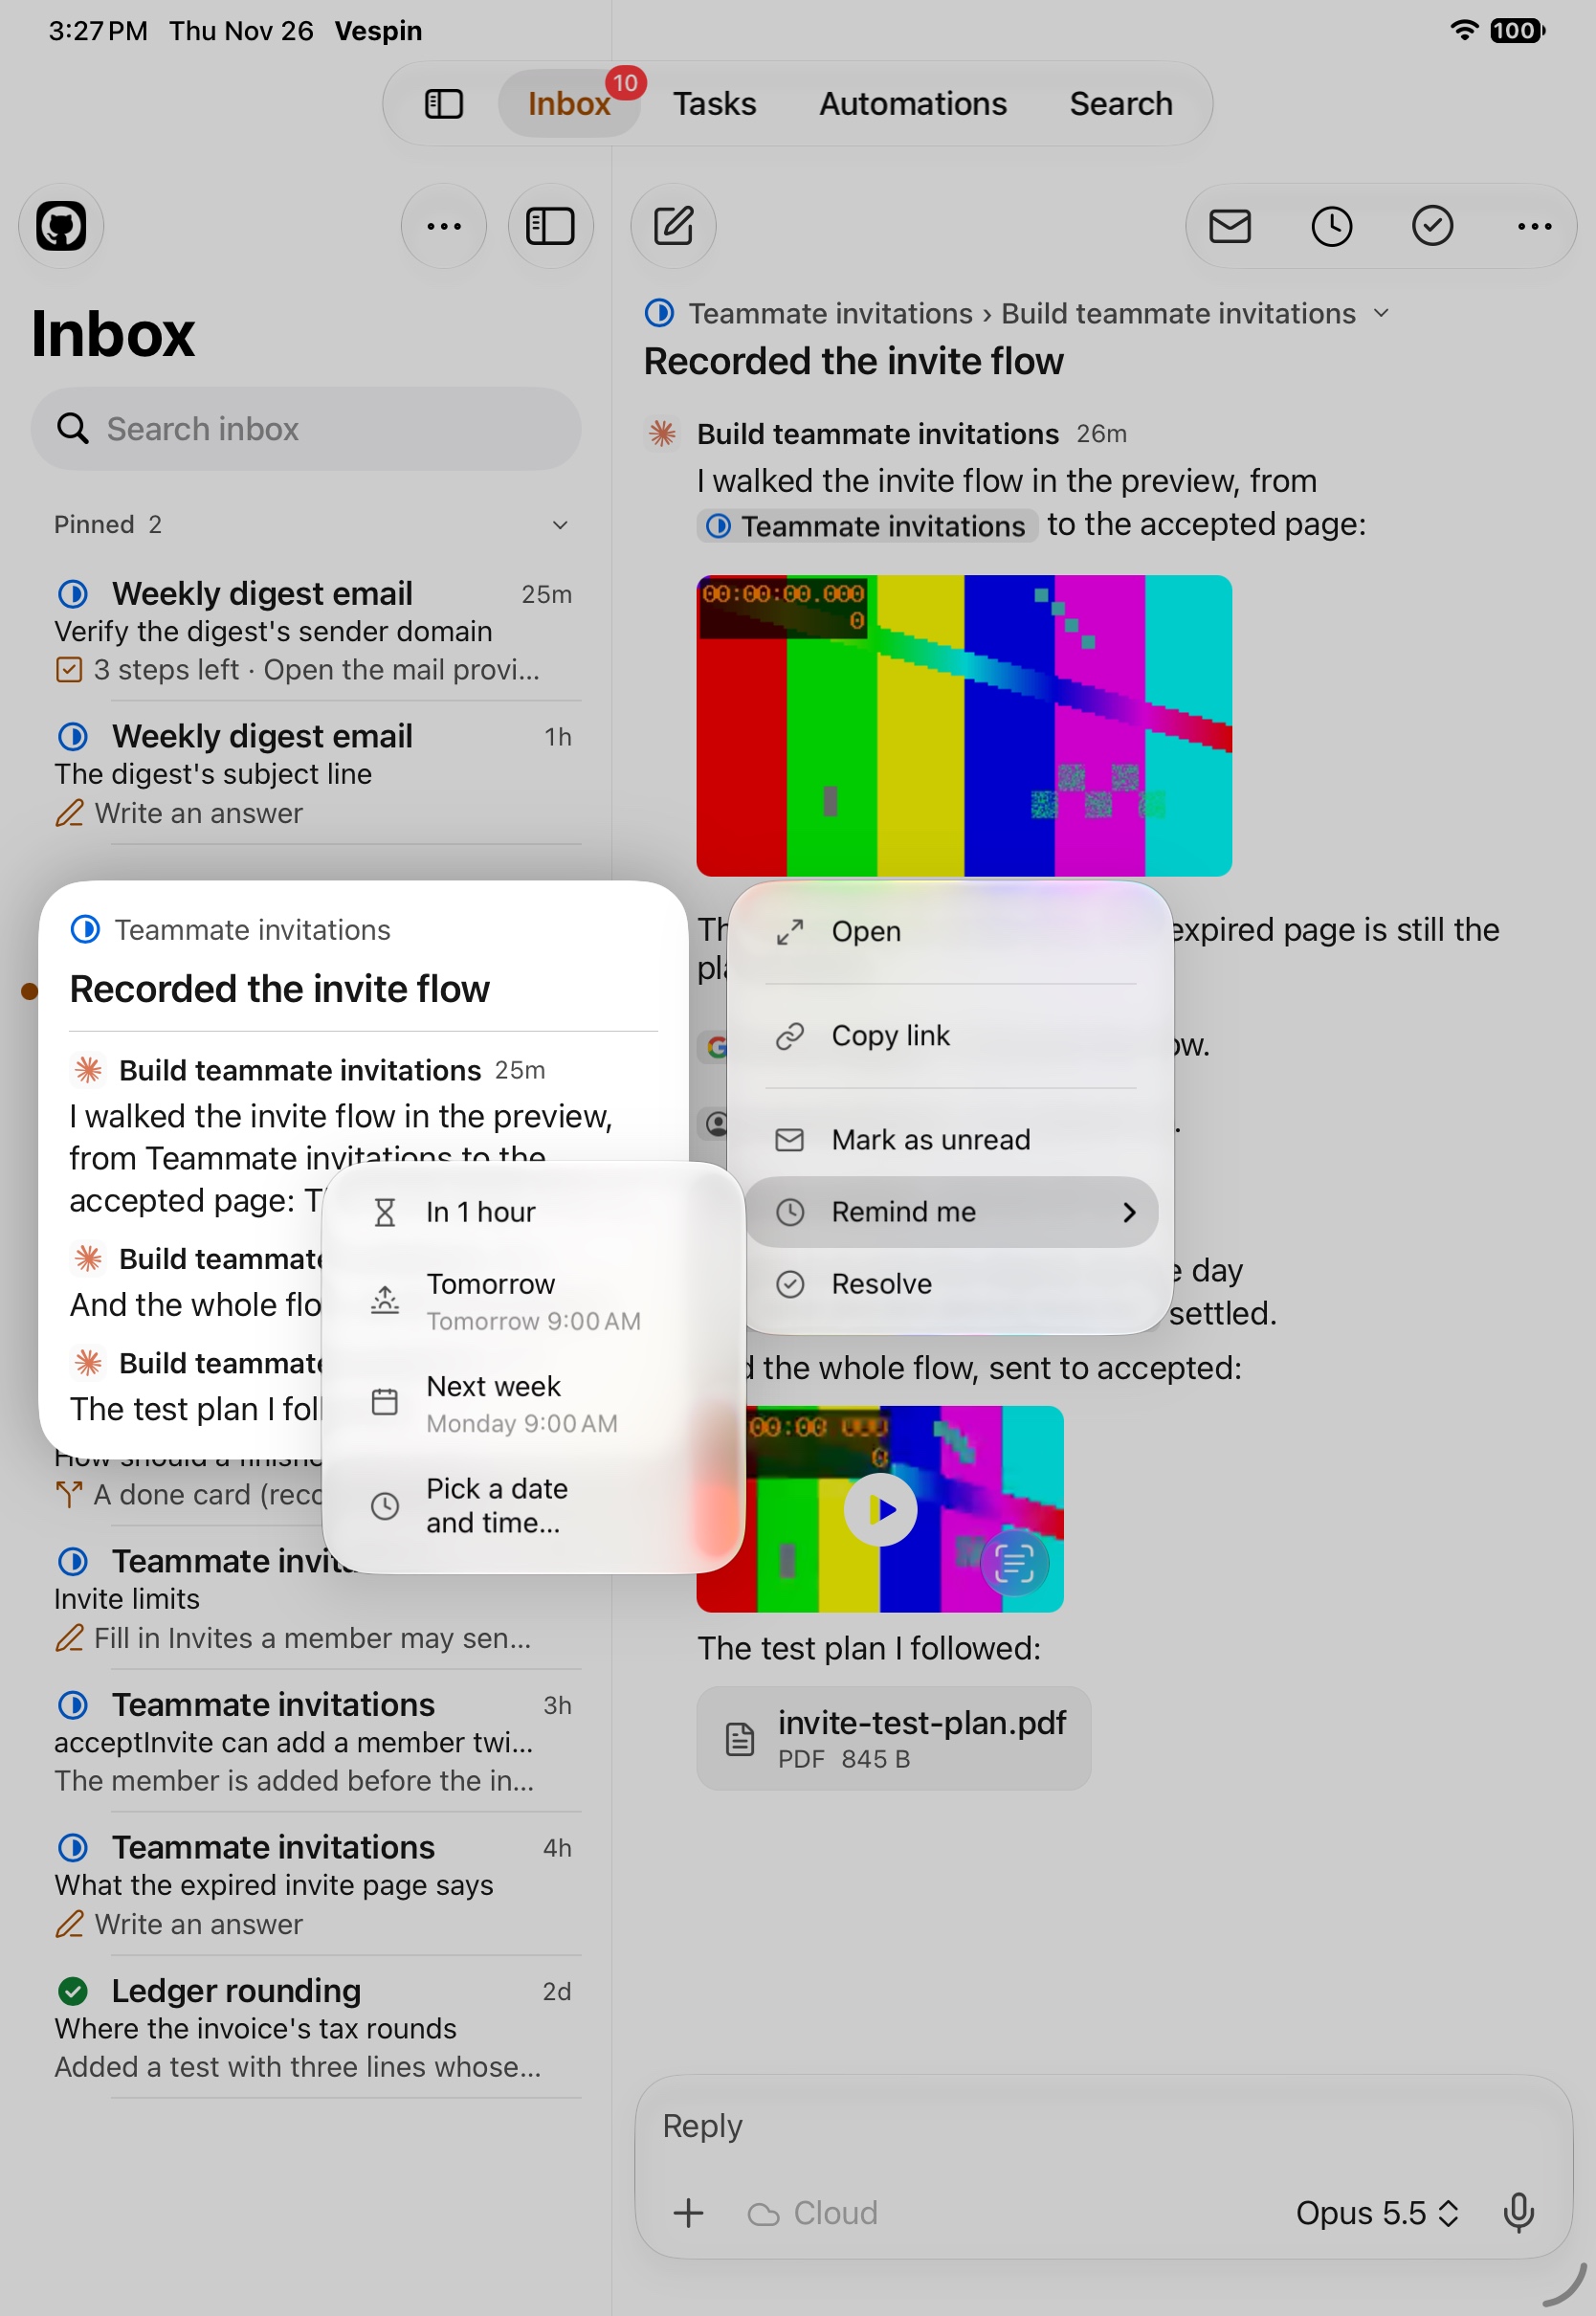 3:27 PM Thu Nov 26 Vespin
100
Inbox
10
Tasks
Automations
Search
Inbox
Search inbox
Pinned 2
Weekly digest email 25m
Verify the digest's sender domain
3 steps left · Open the mail provi...
Weekly digest email 1h
The digest's subject line
Write an answer
Teammate invitations
Recorded the invite flow
Build teammate invitations 25m
I walked the invite flow in the preview,
from Teammate invitations to the
accepted page:
Build
And the whole
Build
The test plan I
A done card
Teammate
Invite limits
Fill in Invites a member may sen...
Teammate invitations 3h
acceptInvite can add a member twi...
The member is added before the in...
Teammate invitations 4h
What the expired invite page says
Write an answer
Ledger rounding 2d
Where the invoice's tax rounds
Added a test with three lines whose...
In 1 hour
Tomorrow
Tomorrow 9:00 AM
Next week
Monday 9:00 AM
Pick a date
and time...
Open
Copy link
Mark as unread
Remind me
Resolve
Teammate invitations › Build teammate invitations
Recorded the invite flow
Build teammate invitations 26m
I walked the invite flow in the preview, from
Teammate invitations to the accepted page:
00:00:00.000
0
expired page is still the
day
settled.
the whole flow, sent to accepted:
0
The test plan I followed:
invite-test-plan.pdf
PDF 845 B
Reply
Cloud
Opus 5.5